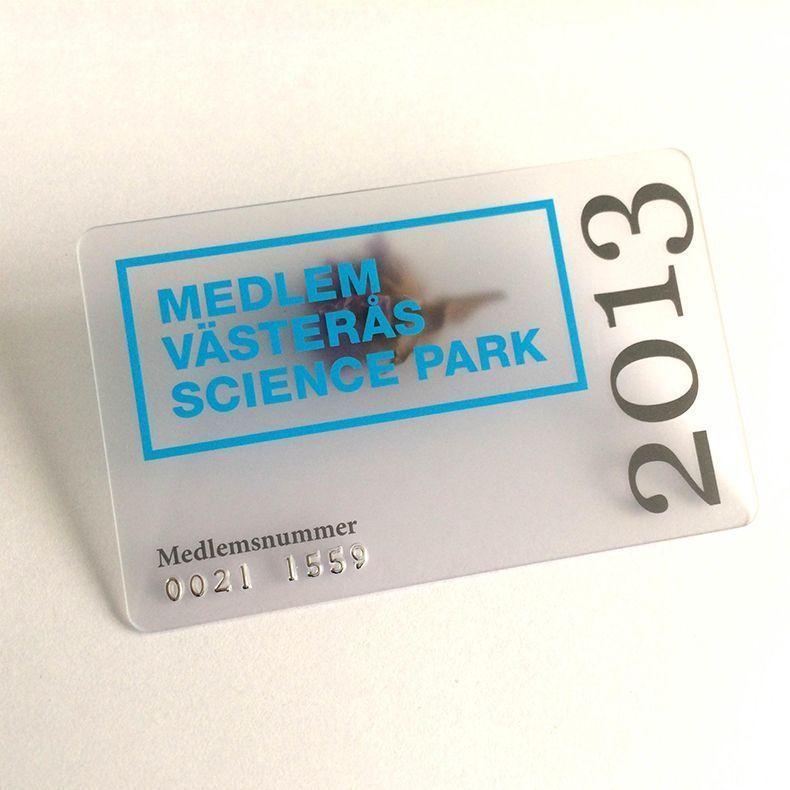 MEDLEM
VÄSTERÅS
SCIENCE PARK
2013
Medlemsnummer
0021 1559